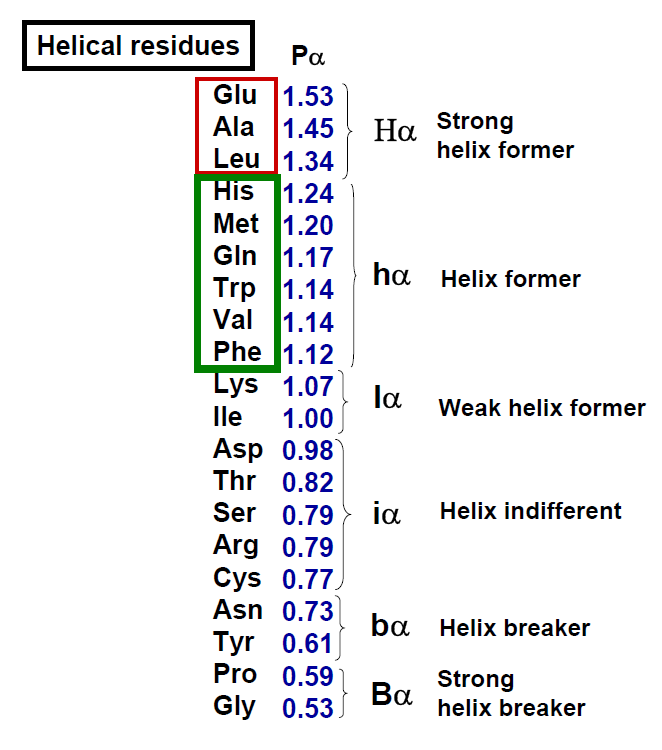 Helical residues Pα
Glu 1.53
Ala 1.45
Leu 1.34
Hα Strong
helix former
His 1.24
Met 1.20
Gln 1.17
Trp 1.14
Val 1.14
Phe 1.12
hα Helix former
Lys 1.07
Ile 1.00
Iα Weak helix former
Asp 0.98
Thr 0.82
Ser 0.79
Arg 0.79
Cys 0.77
iα Helix indifferent
Asn 0.73
Tyr 0.61
bα Helix breaker
Pro 0.59
Gly 0.53
Bα Strong
helix breaker